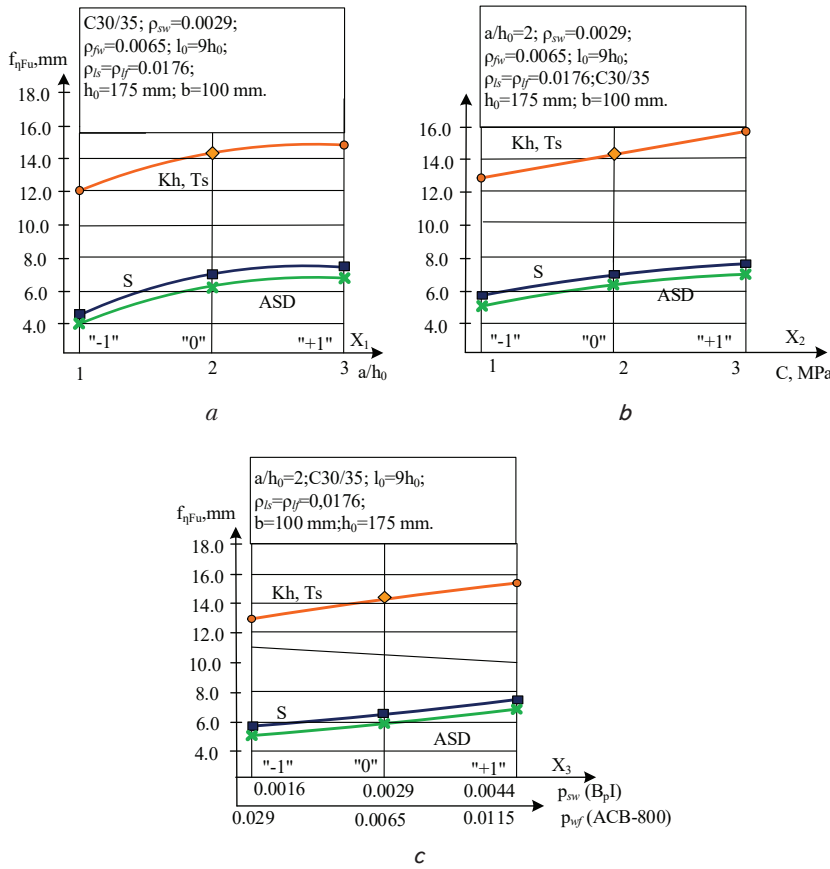 C30/35; ρsw=0.0029;
ρfw=0.0065; l0=9h0;
ρls=ρlf=0.0176;
h0=175 mm; b=100 mm.
fηFu,mm
18.0
16.0
14.0
12.0
10.0
8.0
6.0
4.0
Kh, Ts
S
ASD
"-1" "0" "+1" X1
1 2 3 a/h0
a
a/h0=2; ρsw=0.0029;
ρfw=0.0065; l0=9h0;
ρls=ρlf=0.0176;C30/35
h0=175 mm; b=100 mm.
16.0
14.0
12.0
10.0
8.0
6.0
4.0
Kh, Ts
S
ASD
"-1" "0" "+1" X2
1 2 3 C, MPa
b
a/h0=2;C30/35; l0=9h0;
ρls=ρlf=0,0176;
b=100 mm;h0=175 mm.
fηFu,mm
18.0
16.0
14.0
12.0
10.0
8.0
6.0
4.0
Kh, Ts
S
ASD
"-1" "0" "+1" X3
0.0016 0.0029 0.0044 psw (BpI)
0.029 0.0065 0.0115 pwf (ACB-800)
c